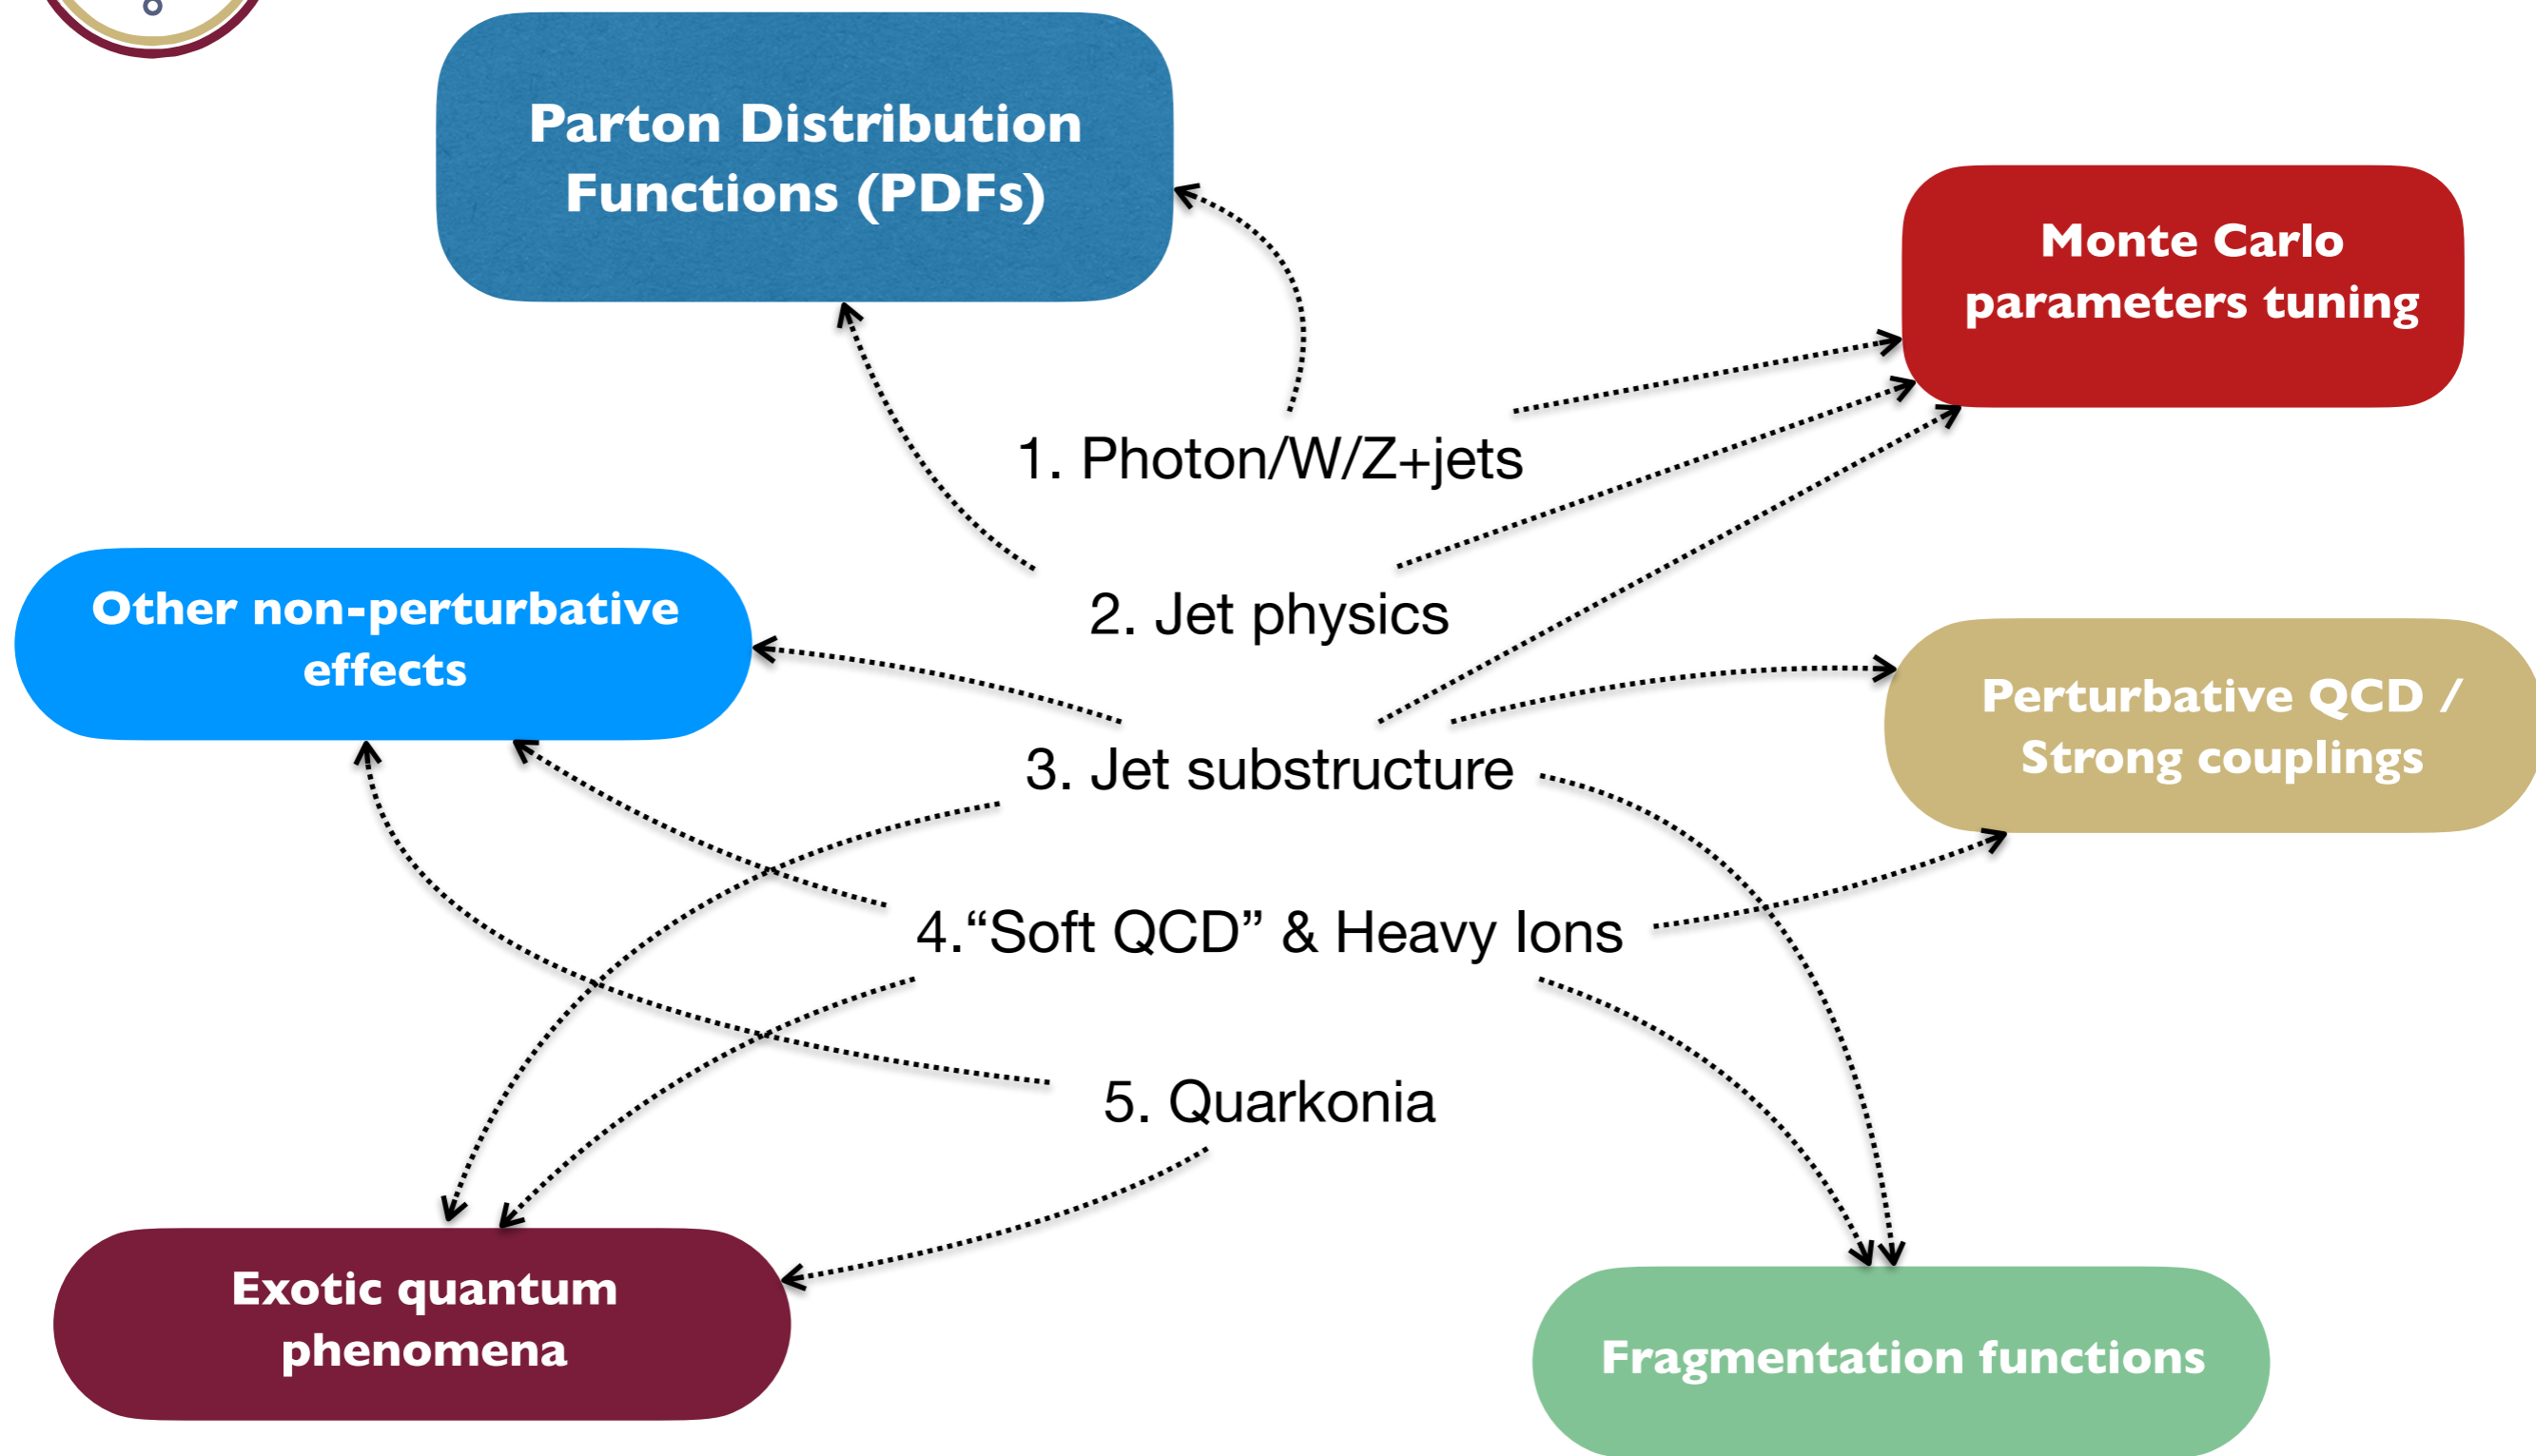 Parton Distribution
Functions (PDFs)
Monte Carlo
parameters tuning
1. Photon/W/Z+jets
2. Jet physics
Other non-perturbative
effects
Perturbative QCD /
Strong couplings
3. Jet substructure
4.“Soft QCD” & Heavy Ions
5. Quarkonia
Exotic quantum
phenomena
Fragmentation functions